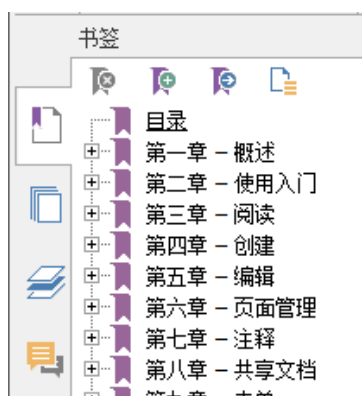 书签
目录
第一章 – 概述
第二章 – 使用入门
第三章 – 阅读
第四章 – 创建
第五章 – 编辑
第六章 – 页面管理
第七章 – 注释
第八章 – 共享文档